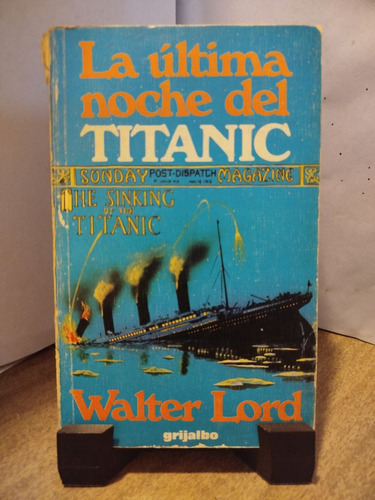 La última
noche del
TITANIC
SUNDAY POST-DISPATCH MAGAZINE
THE SINKING
OF THE
TITANIC
Walter Lord
grijalbo